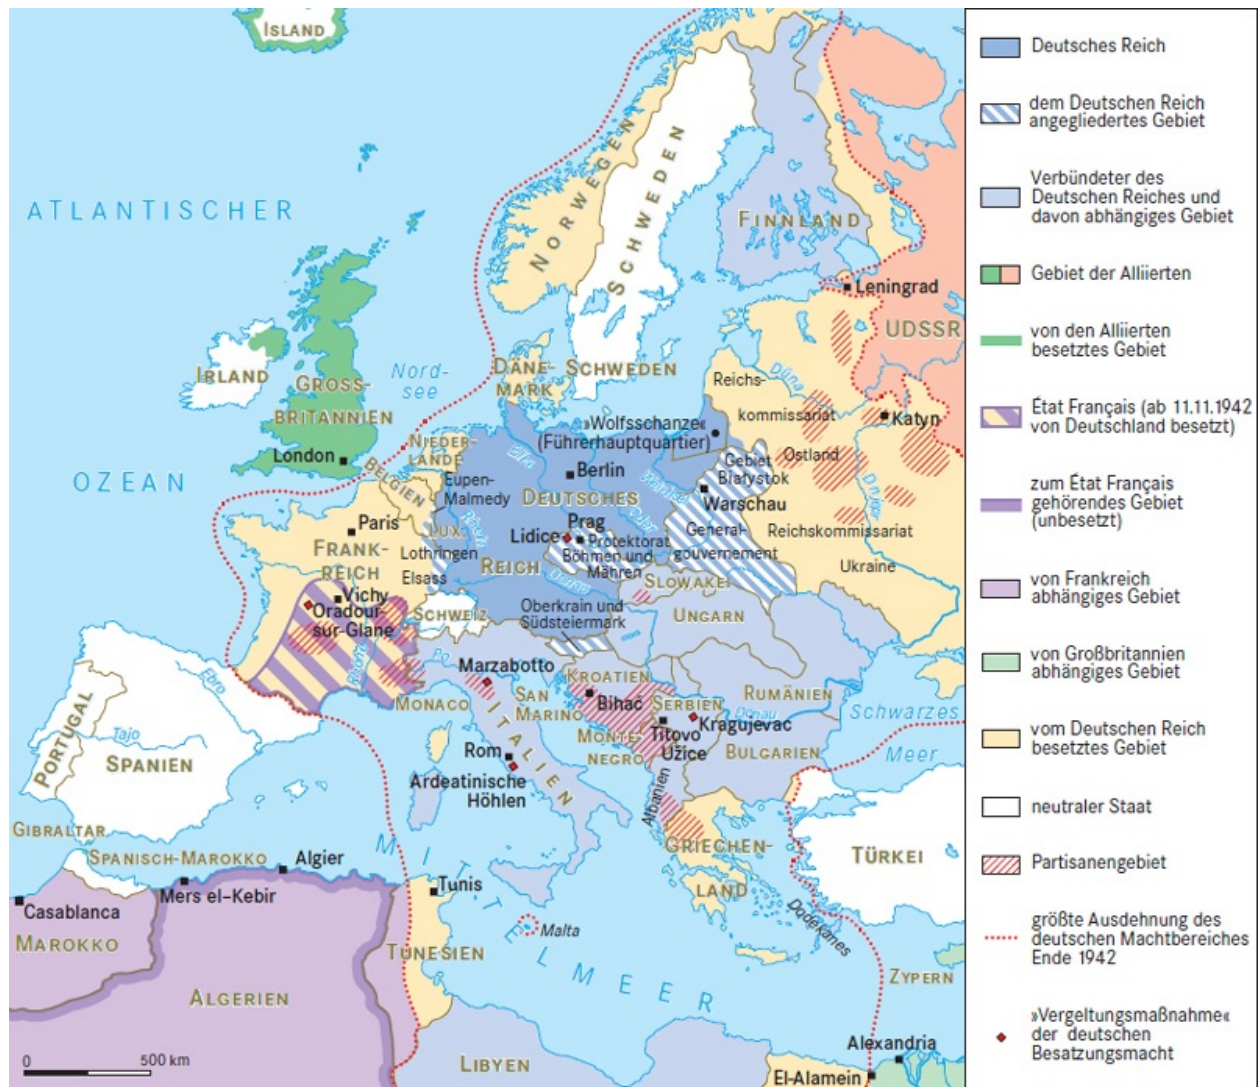 ISLAND
ATLANTISCHER
OZEAN
NORWEGEN
SCHWEDEN
FINNLAND
Leningrad
UDSSR
IRLAND
GROSS-
BRITANNIEN
London
Nord-
see
DÄNE-
MARK
SCHWEDEN
Reichs-
kommissariat
Ostland
Düna
Katyn
Dnjepr
»Wolfsschanze«
(Führerhauptquartier)
NIEDER-
LANDE
BELGIEN
Eupen-
Malmedy
LUX.
Lothringen
Elsass
Elbe
Rhein
Berlin
DEUTSCHES
REICH
Weichsel
Oder
Gebiet
Białystok
Warschau
General-
gouvernement
Reichskommissariat
Ukraine
Prag
Lidice
Protektorat
Böhmen und
Mähren
Donau
SLOWAKEI
UNGARN
Oberkrain und
Südsteiermark
Paris
FRANK-
REICH
Vichy
Oradour-
sur-Glane
Rhône
SCHWEIZ
Po
Marzabotto
MONACO
SAN
MARINO
ITALIEN
KROATIEN
Bihać
SERBIEN
Kragujevac
Titovo
Užice
MONTE-
NEGRO
Albanien
RUMÄNIEN
Donau
BULGARIEN
Schwarzes
Meer
Rom
Ardeatinische
Höhlen
GRIECHEN-
LAND
Dodekanes
TÜRKEI
ZYPERN
PORTUGAL
SPANIEN
Ebro
Tajo
GIBRALTAR
SPANISCH-MAROKKO
Algier
Mers el-Kebir
Casablanca
MAROKKO
ALGERIEN
Tunis
TUNESIEN
Malta
MITTELMEER
LIBYEN
Alexandria
El-Alamein
0 500 km
Deutsches Reich
dem Deutschen Reich
angegliedertes Gebiet
Verbündeter des
Deutschen Reiches und
davon abhängiges Gebiet
Gebiet der Alliierten
von den Alliierten
besetztes Gebiet
État Français (ab 11.11.1942
von Deutschland besetzt)
zum État Français
gehörendes Gebiet
(unbesetzt)
von Frankreich
abhängiges Gebiet
von Großbritannien
abhängiges Gebiet
vom Deutschen Reich
besetztes Gebiet
neutraler Staat
Partisanengebiet
größte Ausdehnung des
deutschen Machtbereiches
Ende 1942
»Vergeltungsmaßnahme«
der deutschen
Besatzungsmacht